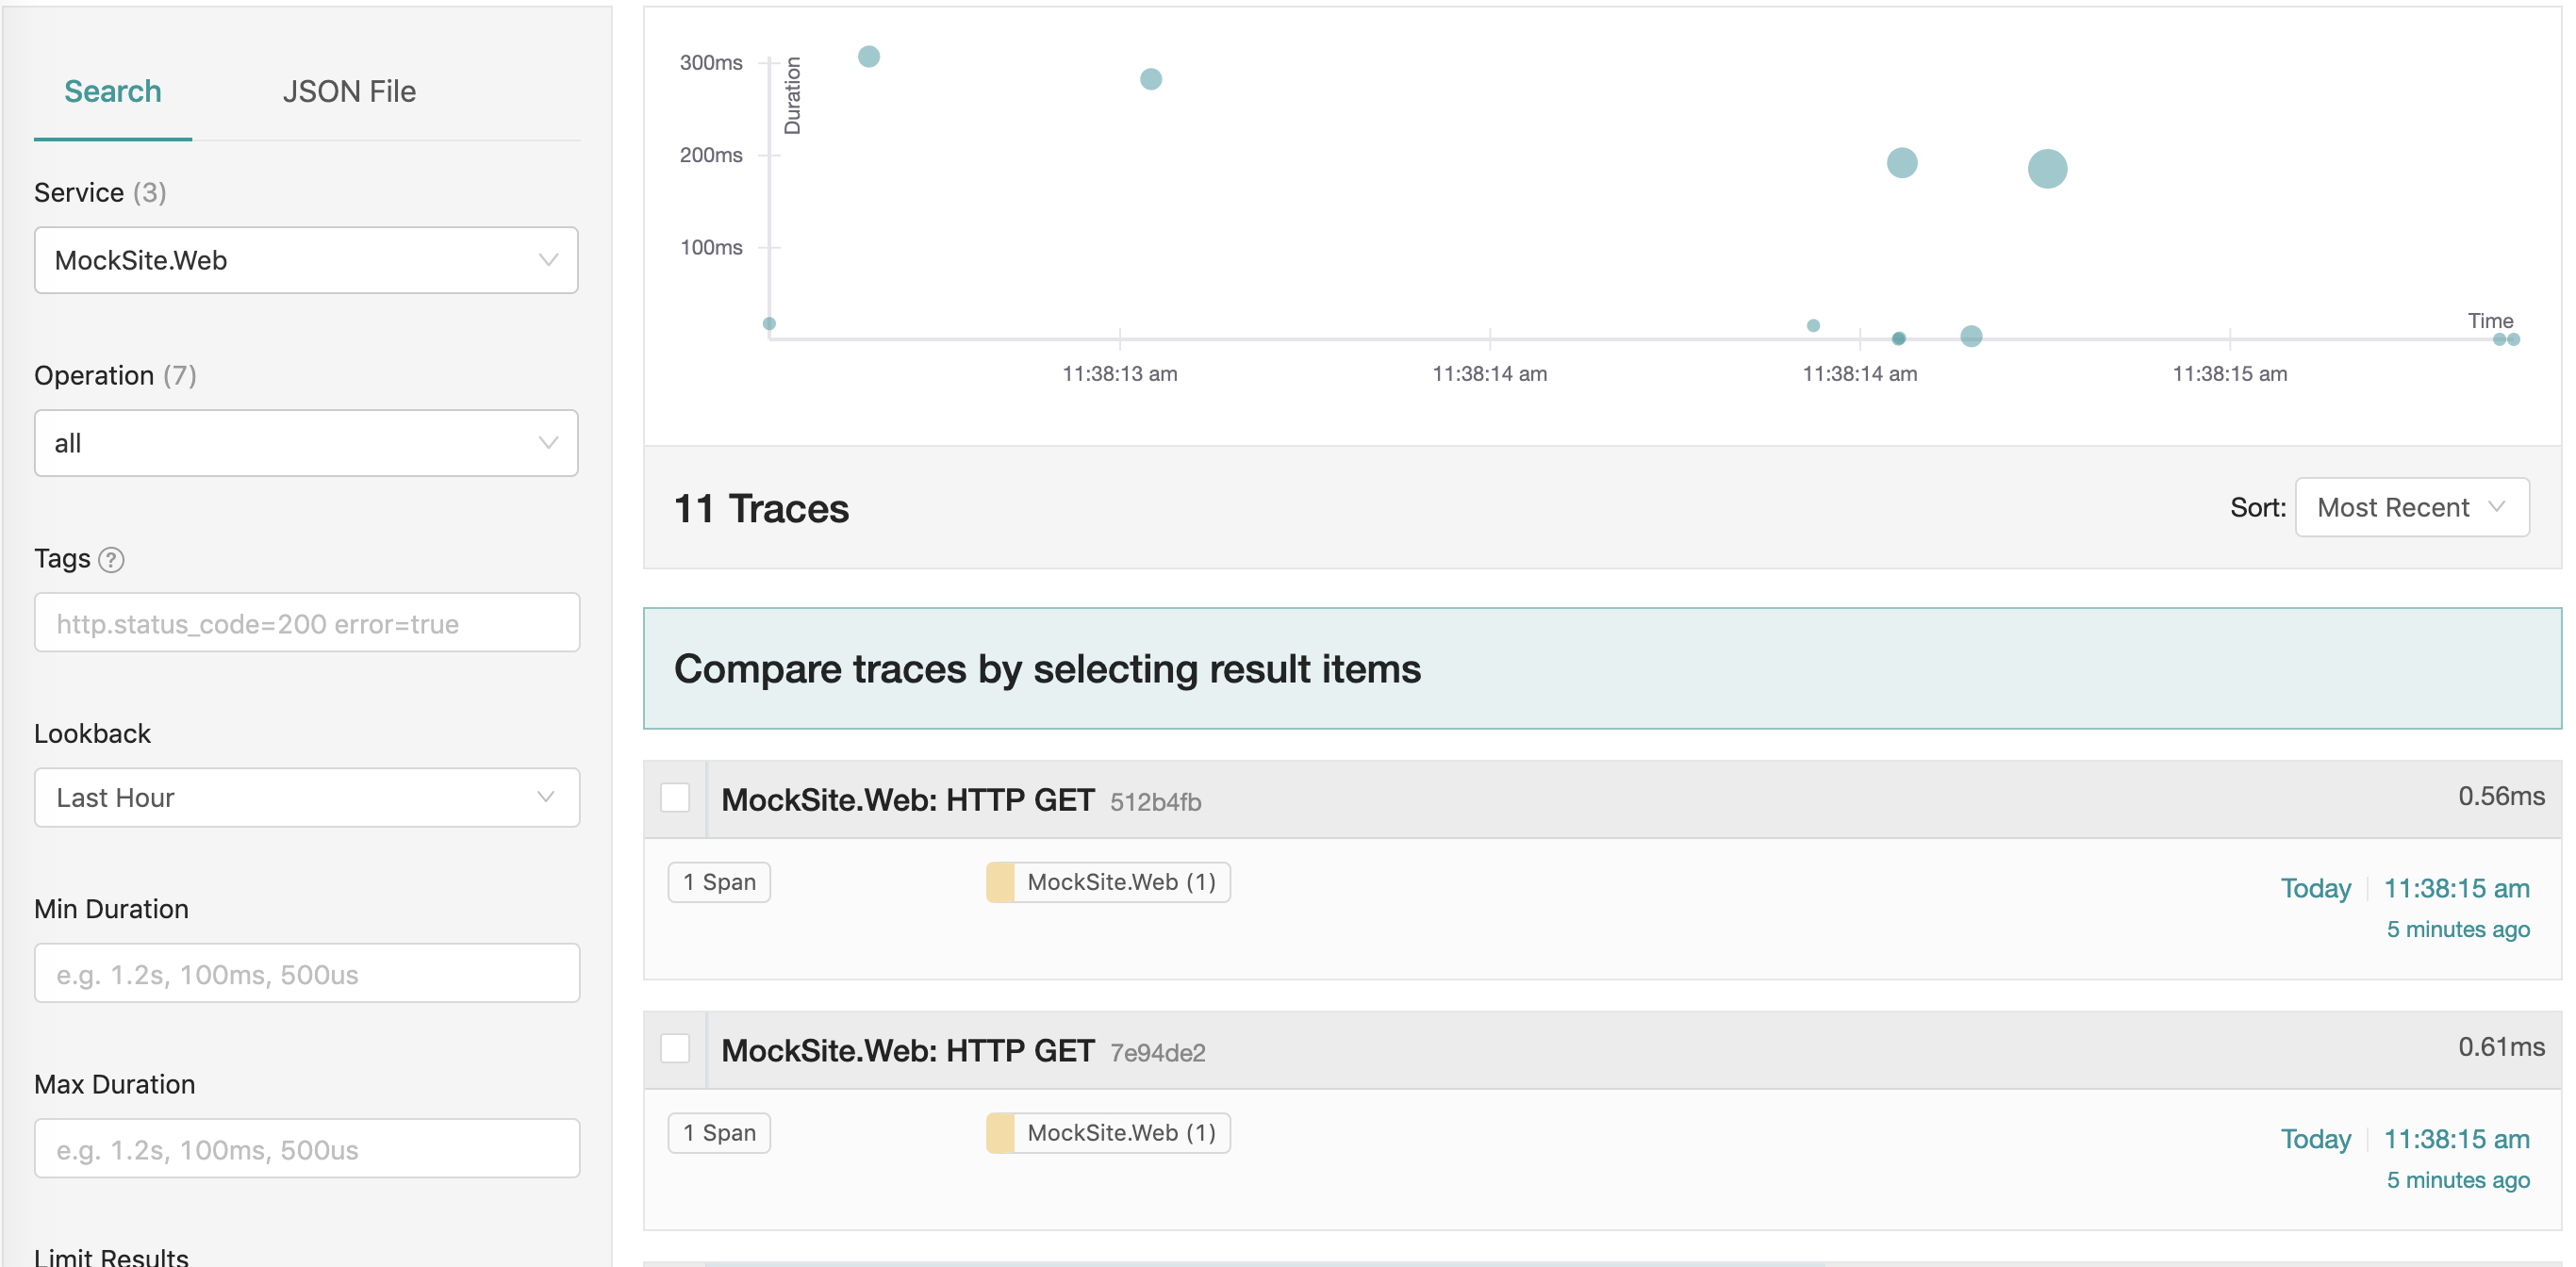 Search JSON File
Service (3)
MockSite.Web
Operation (7)
all
Tags ?
http.status_code=200 error=true
Lookback
Last Hour
Min Duration
e.g. 1.2s, 100ms, 500us
Max Duration
e.g. 1.2s, 100ms, 500us
Limit Results
300ms
200ms
100ms
Duration
Time
11:38:13 am 11:38:14 am 11:38:14 am 11:38:15 am
11 Traces Sort: Most Recent
Compare traces by selecting result items
MockSite.Web: HTTP GET 512b4fb 0.56ms
1 Span MockSite.Web (1) Today 11:38:15 am
5 minutes ago
MockSite.Web: HTTP GET 7e94de2 0.61ms
1 Span MockSite.Web (1) Today 11:38:15 am
5 minutes ago